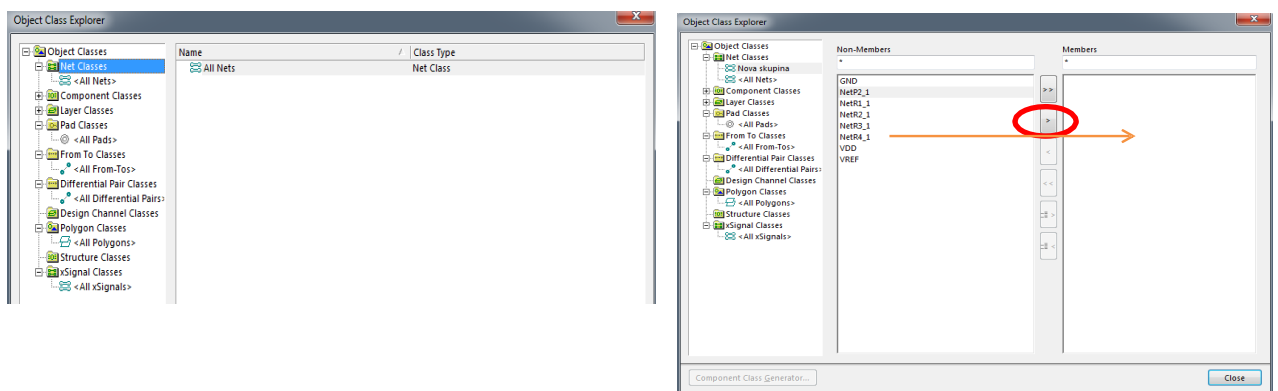 Object Class Explorer
Object Classes
Net Classes
<All Nets>
Component Classes
Layer Classes
Pad Classes
<All Pads>
From To Classes
<All From-Tos>
Differential Pair Classes
<All Differential Pairs>
Design Channel Classes
Polygon Classes
<All Polygons>
Structure Classes
xSignal Classes
<All xSignals>
Name / Class Type
All Nets Net Class
Object Class Explorer
Object Classes
Net Classes
Nova skupina
<All Nets>
Component Classes
Layer Classes
Pad Classes
<All Pads>
From To Classes
<All From-Tos>
Differential Pair Classes
<All Differential Pairs>
Design Channel Classes
Polygon Classes
<All Polygons>
Structure Classes
xSignal Classes
<All xSignals>
Non-Members
*
GND
NetP2_1
NetR1_1
NetR2_1
NetR3_1
NetR4_1
VDD
VREF
>>
>
<
<<
>
<
Members
*
Component Class Generator...
Close